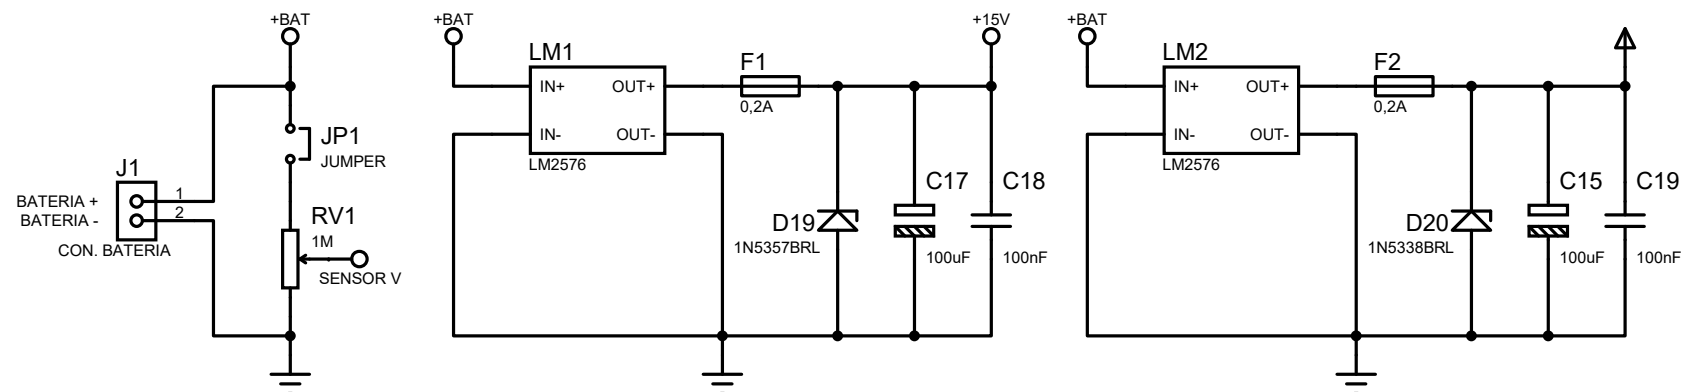 +BAT
JP1
JUMPER
J1
BATERIA +
1
BATERIA -
2
CON. BATERIA
RV1
1M
SENSOR V
+BAT
LM1
IN+
OUT+
IN-
OUT-
LM2576
F1
0,2A
+15V
D19
1N5357BRL
C17
100uF
C18
100nF
+BAT
LM2
IN+
OUT+
IN-
OUT-
LM2576
F2
0,2A
D20
1N5338BRL
C15
100uF
C19
100nF